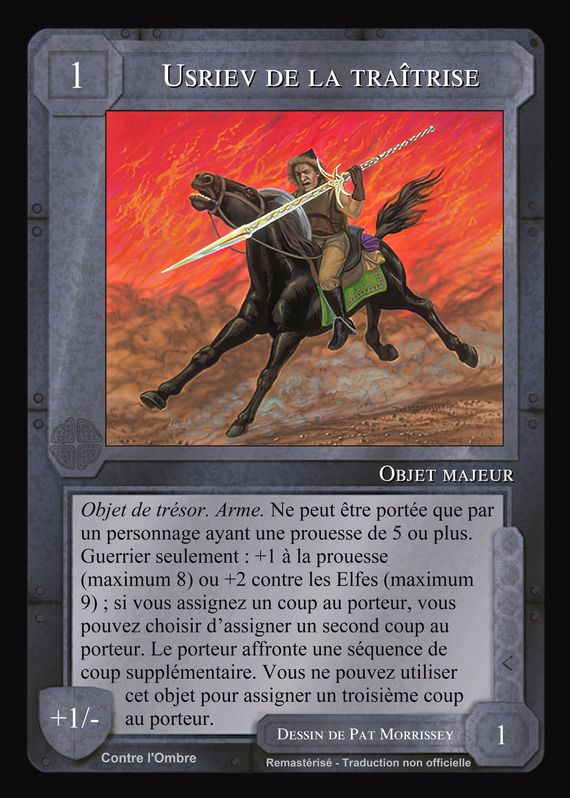 1
Usriev de la traîtrise
Objet majeur
Objet de trésor. Arme. Ne peut être portée que par
un personnage ayant une prouesse de 5 ou plus.
Guerrier seulement : +1 à la prouesse
(maximum 8) ou +2 contre les Elfes (maximum
9) ; si vous assignez un coup au porteur, vous
pouvez choisir d’assigner un second coup au
porteur. Le porteur affronte une séquence de
coup supplémentaire. Vous ne pouvez utiliser
cet objet pour assigner un troisième coup
au porteur.
+1/-
Dessin de Pat Morrissey
1
Contre l'Ombre
Remastérisé - Traduction non officielle